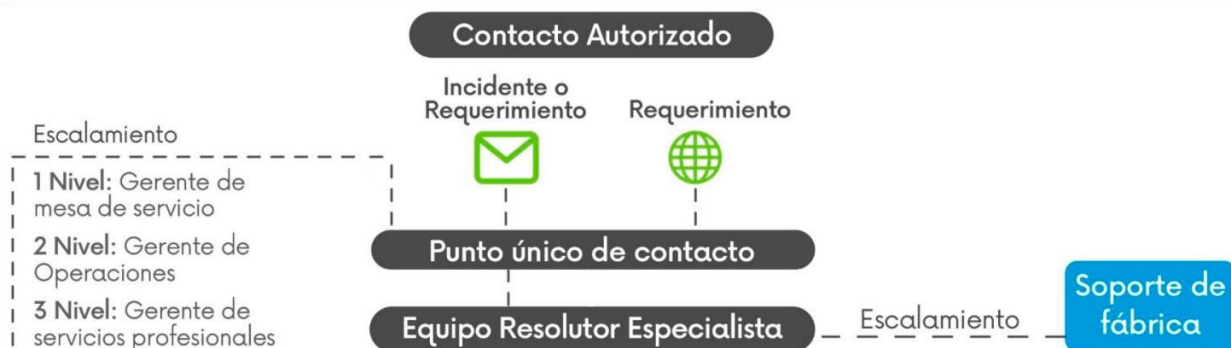 Contacto Autorizado
Incidente o
Requerimiento
Requerimiento
Escalamiento
1 Nivel: Gerente de
mesa de servicio
2 Nivel: Gerente de
Operaciones
3 Nivel: Gerente de
servicios profesionales
Punto único de contacto
Equipo Resolutor Especialista
Escalamiento
Soporte de
fábrica